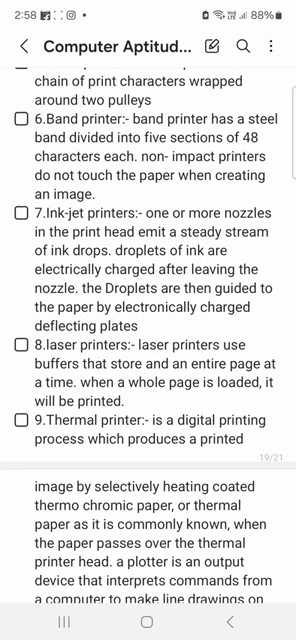 2:58
88%
Computer Aptitud...
chain of print characters wrapped
around two pulleys
6.Band printer:- band printer has a steel
band divided into five sections of 48
characters each. non- impact printers
do not touch the paper when creating
an image.
7.Ink-jet printers:- one or more nozzles
in the print head emit a steady stream
of ink drops. droplets of ink are
electrically charged after leaving the
nozzle. the Droplets are then guided to
the paper by electronically charged
deflecting plates
8.laser printers:- laser printers use
buffers that store and an entire page at
a time. when a whole page is loaded, it
will be printed.
9.Thermal printer:- is a digital printing
process which produces a printed
19/21
image by selectively heating coated
thermo chromic paper, or thermal
paper as it is commonly known, when
the paper passes over the thermal
printer head. a plotter is an output
device that interprets commands from
a computer to make line drawings on